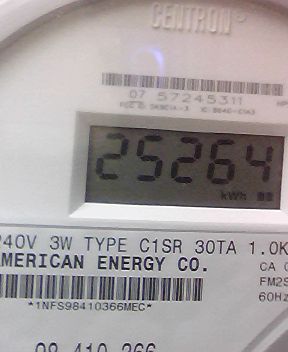 CENTRON®
07 57245311
25264
kWh
240V 3W TYPE C1SR 30TA 1.0K
AMERICAN ENERGY CO.
CA
FM2S
60Hz
*1NFS98410366MEC*